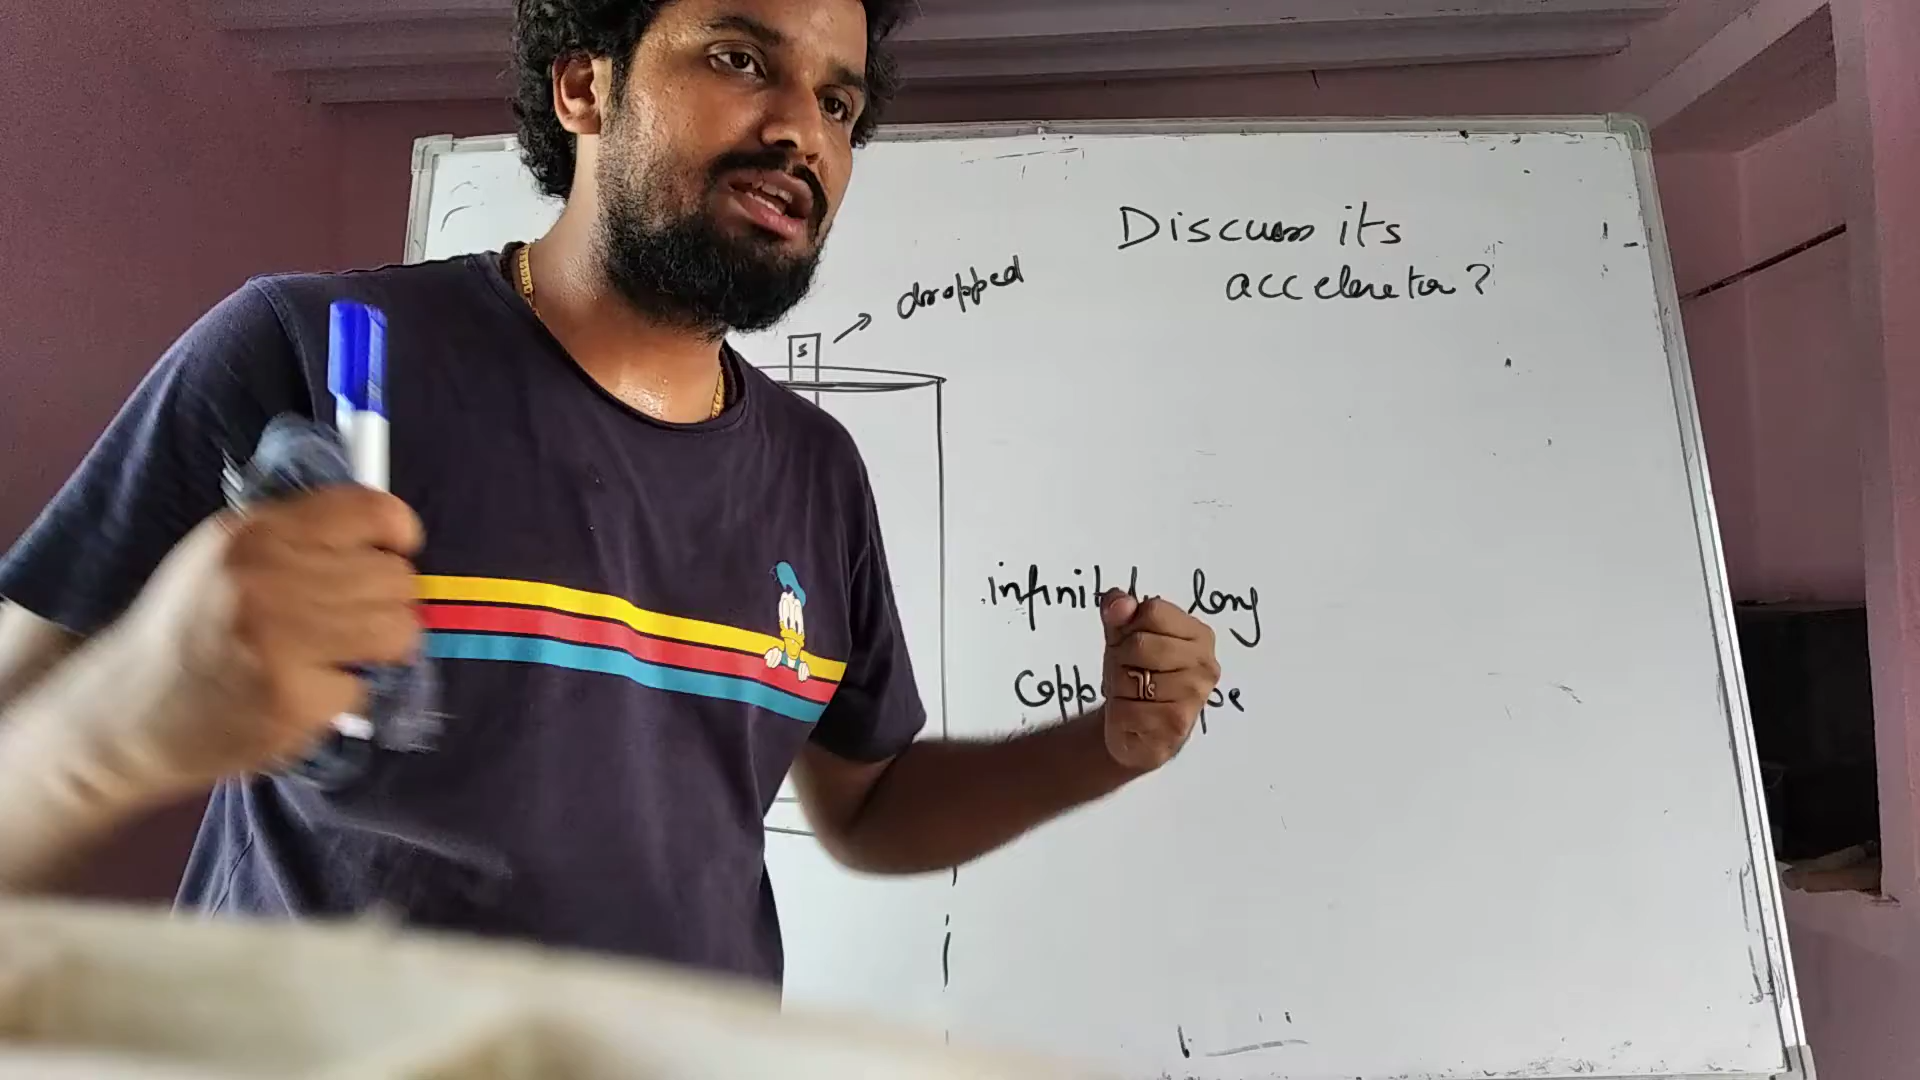 Discuss its
acceleration?
dropped
S
infinitely long
copper pipe